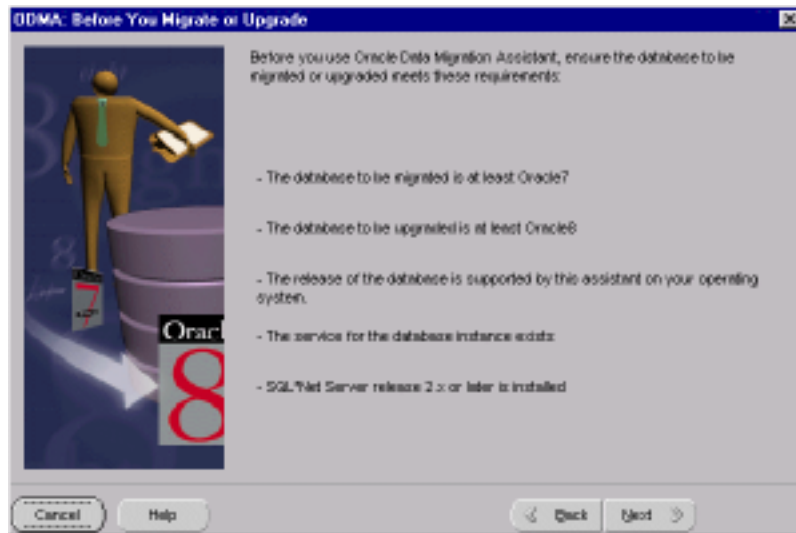 ODMA: Before You Migrate or Upgrade
Before you use Oracle Data Migration Assistant, ensure the database to be
migrated or upgraded meets these requirements:
- The database to be migrated is at least Oracle7
- The database to be upgraded is at least Oracle8
- The release of the database is supported by this assistant on your operating
system.
- The service for the database instance exists
- SQL*Net Server release 2.x or later is installed
8
7
Oracl
8
Cancel
Help
Back
Next